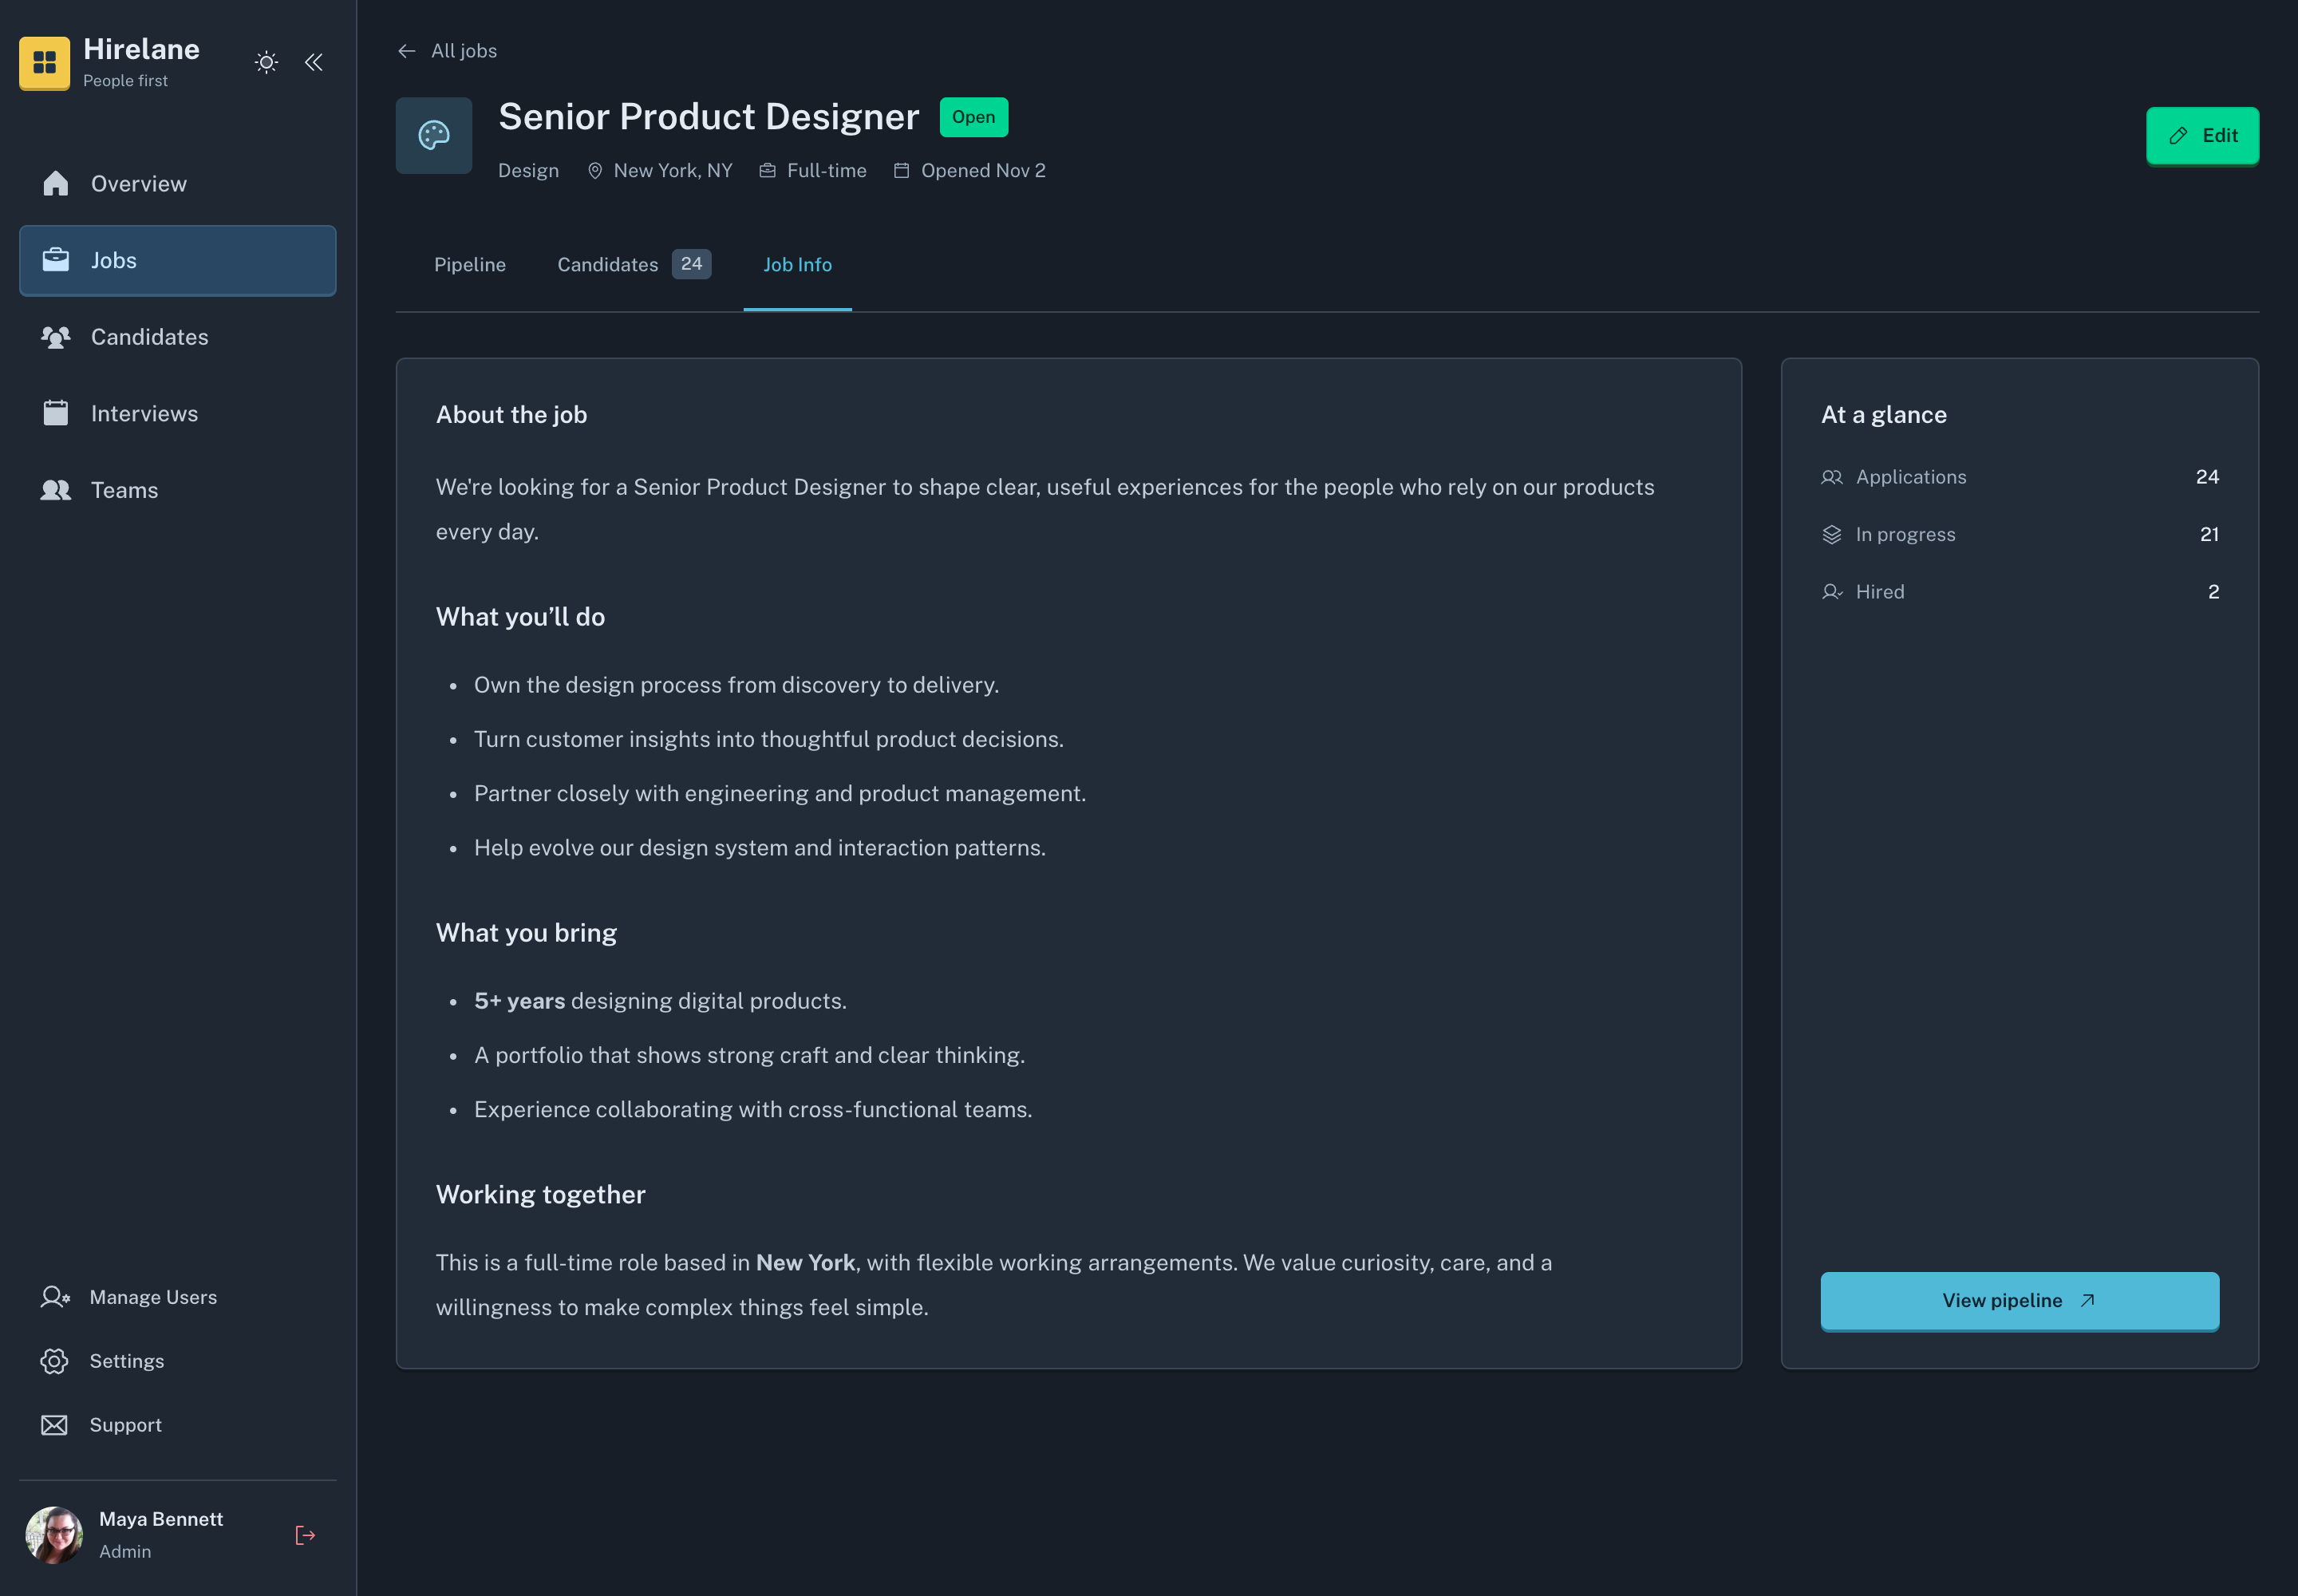 Hirelane
People first
Overview
Jobs
Candidates
Interviews
Teams
Manage Users
Settings
Support
Maya Bennett
Admin
All jobs
Senior Product Designer Open
Design New York, NY Full-time Opened Nov 2
Edit
Pipeline Candidates 24 Job Info
About the job
We're looking for a Senior Product Designer to shape clear, useful experiences for the people who rely on our products
every day.
What you’ll do
• Own the design process from discovery to delivery.
• Turn customer insights into thoughtful product decisions.
• Partner closely with engineering and product management.
• Help evolve our design system and interaction patterns.
What you bring
• 5+ years designing digital products.
• A portfolio that shows strong craft and clear thinking.
• Experience collaborating with cross-functional teams.
Working together
This is a full-time role based in New York, with flexible working arrangements. We value curiosity, care, and a
willingness to make complex things feel simple.
At a glance
Applications 24
In progress 21
Hired 2
View pipeline